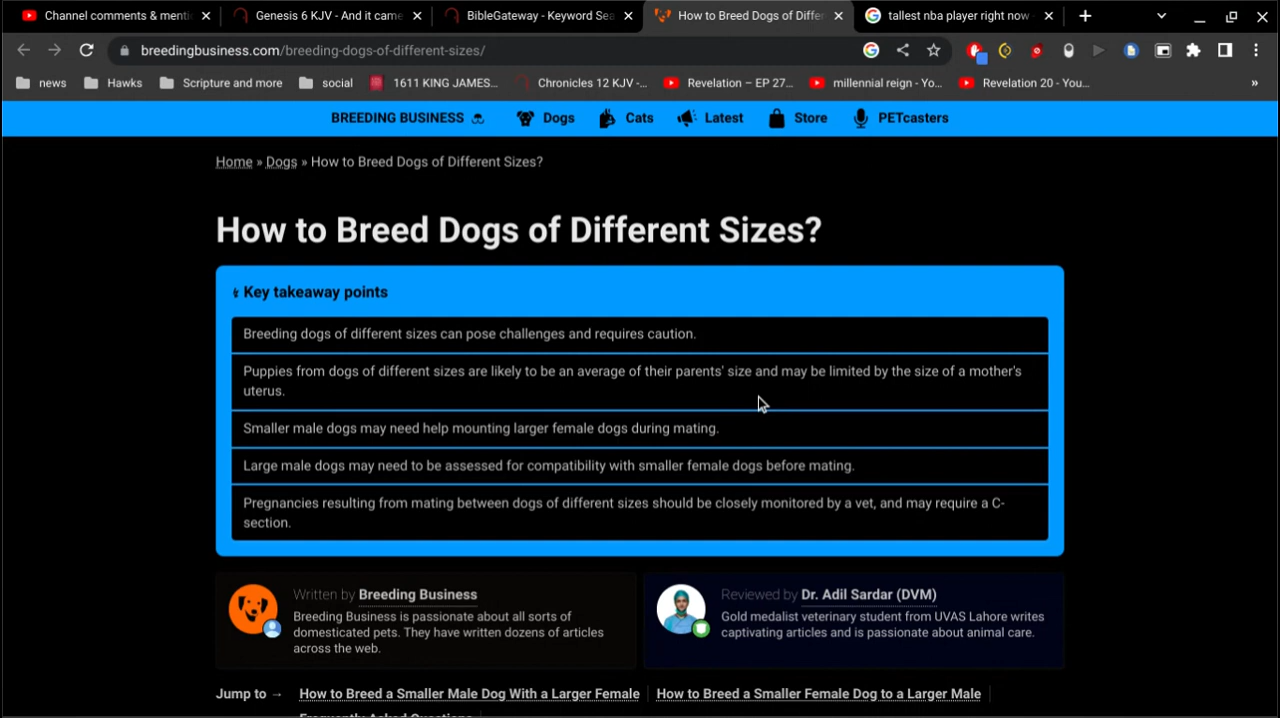 Channel comments & menti
Genesis 6 KJV - And it came
BibleGateway - Keyword Sea
How to Breed Dogs of Differ
tallest nba player right now
breedingbusiness.com/breeding-dogs-of-different-sizes/
news
Hawks
Scripture and more
social
1611 KING JAMES...
Chronicles 12 KJV -...
Revelation – EP 27...
millennial reign - Yo...
Revelation 20 - You...
»
BREEDING BUSINESS
Dogs
Cats
Latest
Store
PETcasters
Home » Dogs » How to Breed Dogs of Different Sizes?
How to Breed Dogs of Different Sizes?
Key takeaway points
Breeding dogs of different sizes can pose challenges and requires caution.
Puppies from dogs of different sizes are likely to be an average of their parents' size and may be limited by the size of a mother's
uterus.
Smaller male dogs may need help mounting larger female dogs during mating.
Large male dogs may need to be assessed for compatibility with smaller female dogs before mating.
Pregnancies resulting from mating between dogs of different sizes should be closely monitored by a vet, and may require a C-
section.
Written by Breeding Business
Breeding Business is passionate about all sorts of
domesticated pets. They have written dozens of articles
across the web.
Reviewed by Dr. Adil Sardar (DVM)
Gold medalist veterinary student from UVAS Lahore writes
captivating articles and is passionate about animal care.
Jump to → How to Breed a Smaller Male Dog With a Larger Female
How to Breed a Smaller Female Dog to a Larger Male
Frequently Asked Questions